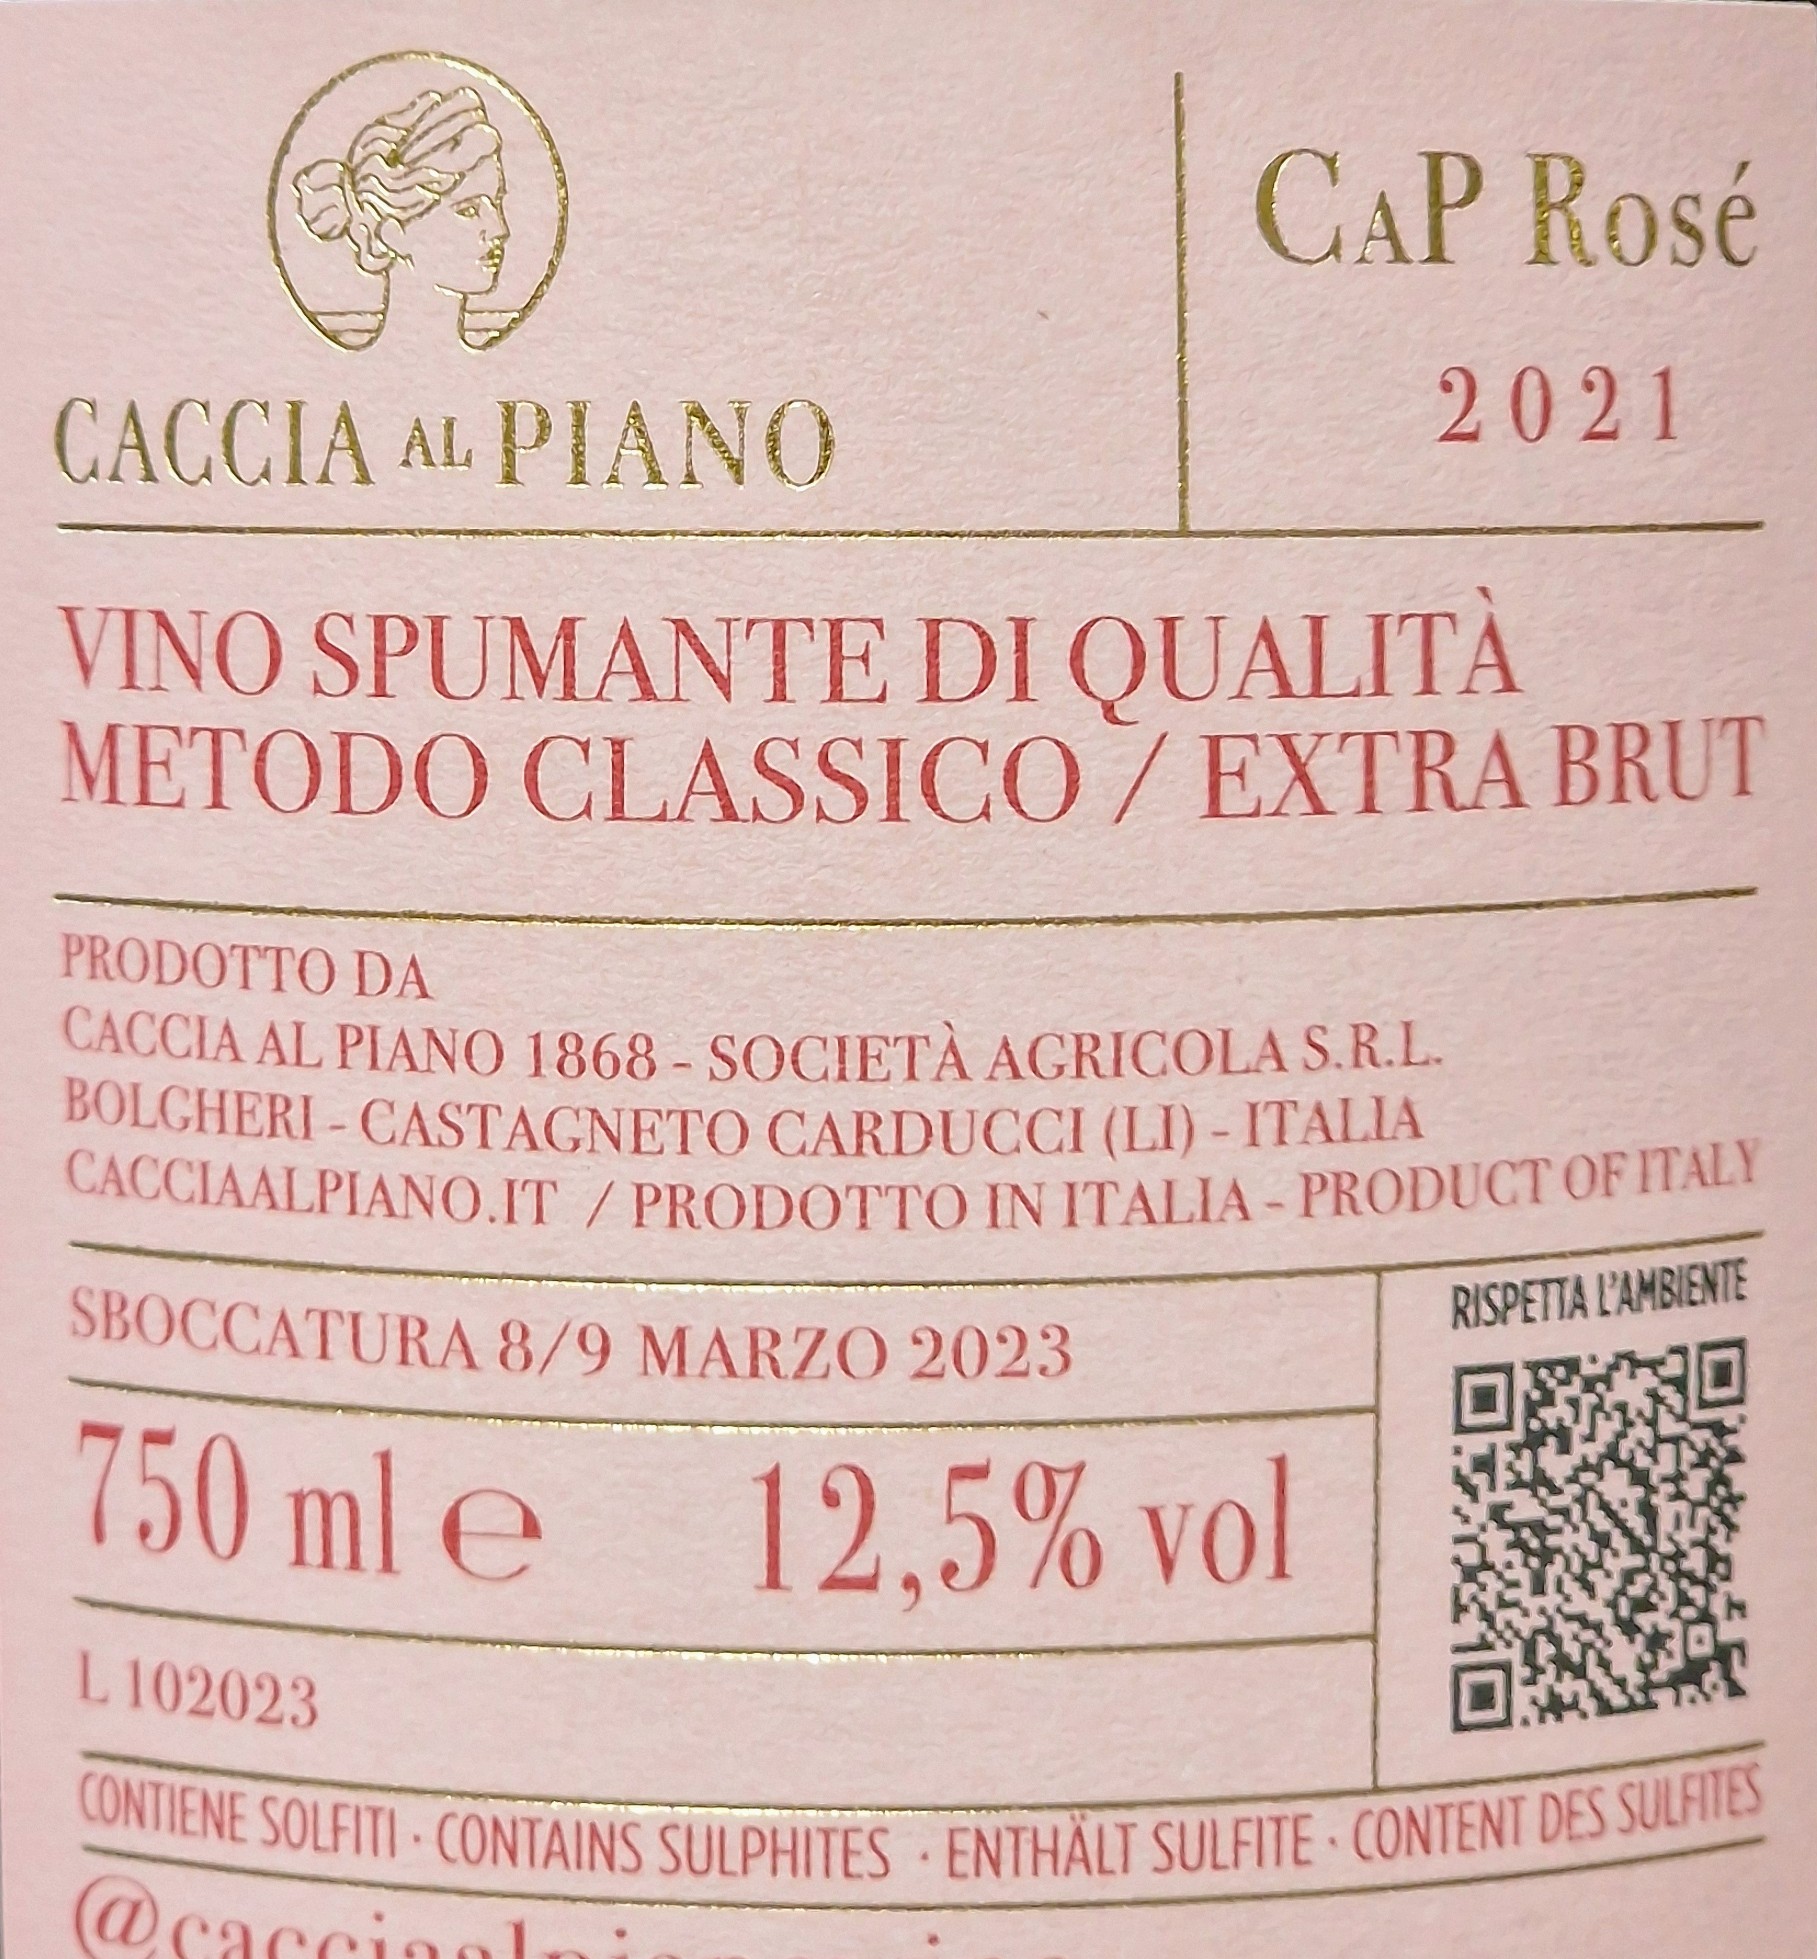 CACCIA AL PIANO
CAP Rosé
2021
VINO SPUMANTE DI QUALITÀ
METODO CLASSICO / EXTRA BRUT
PRODOTTO DA
CACCIA AL PIANO 1868 - SOCIETÀ AGRICOLA S.R.L.
BOLGHERI - CASTAGNETO CARDUCCI (LI) - ITALIA
CACCIAALPIANO.IT / PRODOTTO IN ITALIA - PRODUCT OF ITALY
SBOCCATURA 8/9 MARZO 2023
RISPETTA L'AMBIENTE
750 ml ℮ 12,5% vol
L 102023
CONTIENE SOLFITI · CONTAINS SULPHITES · ENTHÄLT SULFITE · CONTENT DES SULFITES